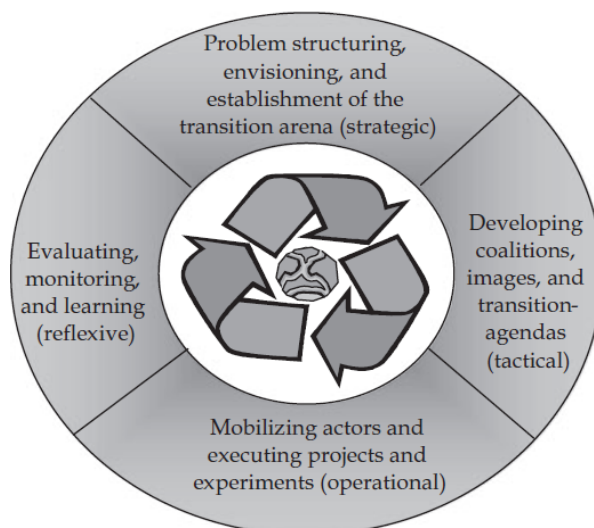 Problem structuring,
envisioning, and
establishment of the
transition arena (strategic)
Developing
coalitions,
images, and
transition-
agendas
(tactical)
Mobilizing actors and
executing projects and
experiments (operational)
Evaluating,
monitoring,
and learning
(reflexive)